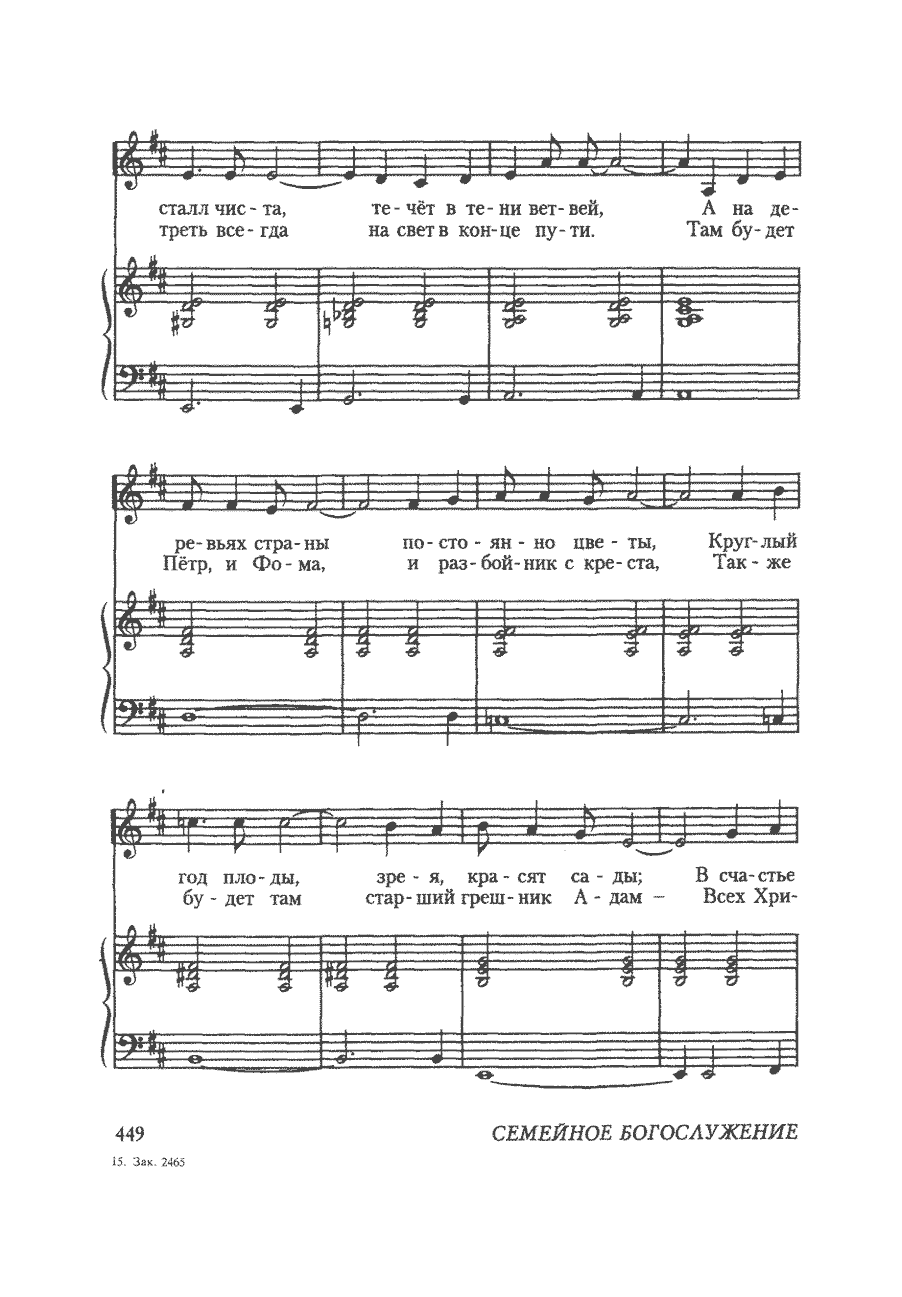 сталл чис - та, те - чёт в те - ни вет - вей, А на де-
треть все - гда на свет в кон - це пу - ти. Там бу - дет
ре - вьях стра - ны по - сто - ян - но цве - ты, Круг - лый
Пётр, и Фо - ма, и раз - бой - ник с кре - ста, Так - же
год пло - ды, зре - я, кра - сят са - ды; В сча - стье
бу - дет там стар - ший греш - ник А - дам – Всех Хри-
449 СЕМЕЙНОЕ БОГОСЛУЖЕНИЕ
15. Зак. 2465